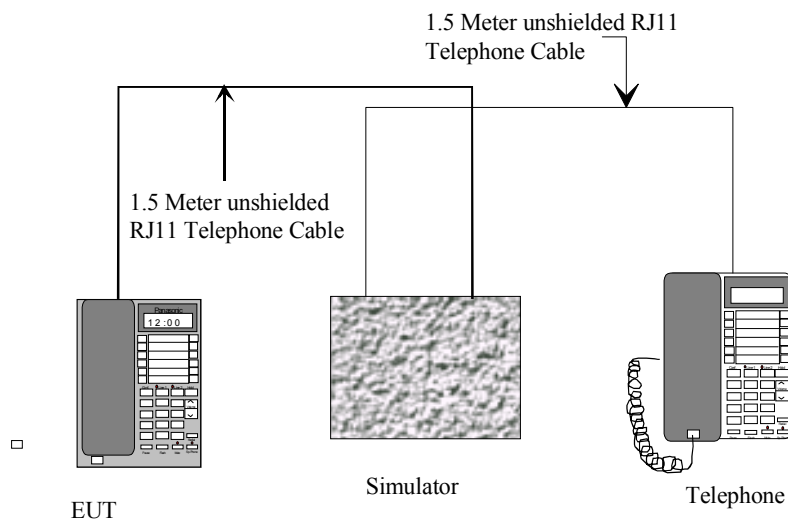 1.5 Meter unshielded RJ11
Telephone Cable
1.5 Meter unshielded
RJ11 Telephone Cable
Panasonic
12:00
Simulator
Telephone
EUT